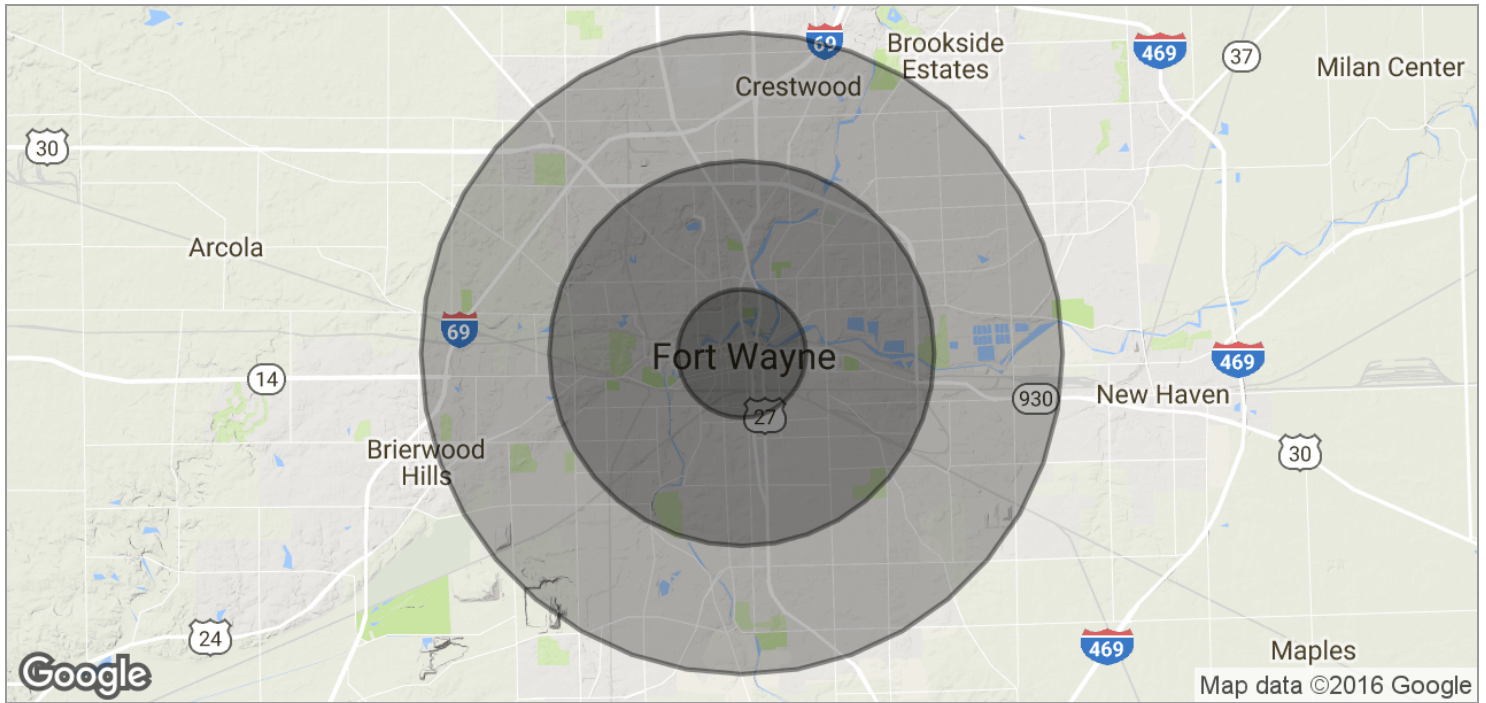 69
Brookside
Estates
469
37
Milan Center
Crestwood
30
Arcola
69
Fort Wayne
469
14
930
New Haven
27
Brierwood
Hills
30
24
469
Maples
Google
Map data ©2016 Google